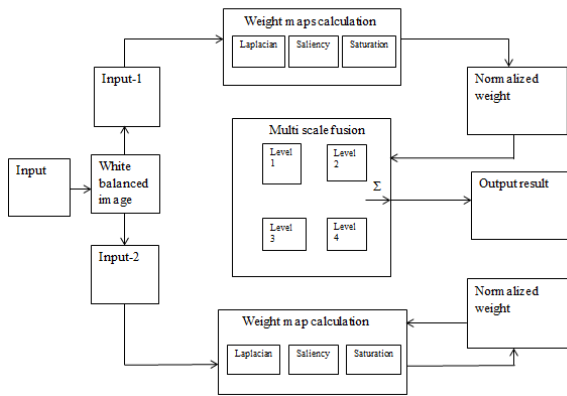 Weight maps calculation
Laplacian
Saliency
Saturation
Input-1
Normalized
weight
Multi scale fusion
Level
1
Level
2
Input
White
balanced
image
Σ
Output result
Level
3
Level
4
Input-2
Normalized
weight
Weight map calculation
Laplacian
Saliency
Saturation